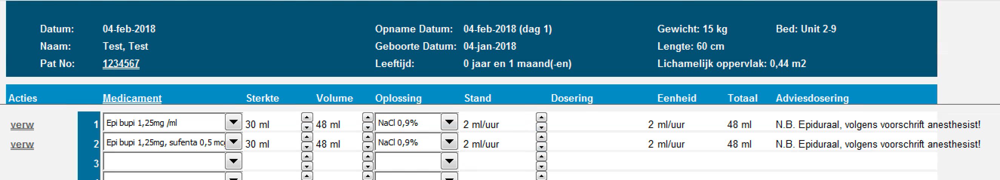 Datum: 04-feb-2018 Opname Datum: 04-feb-2018 (dag 1) Gewicht: 15 kg Bed: Unit 2-9
Naam: Test, Test Geboorte Datum: 04-jan-2018 Lengte: 60 cm
Pat No: 1234567 Leeftijd: 0 jaar en 1 maand(-en) Lichamelijk oppervlak: 0,44 m2
Acties Medicament Sterkte Volume Oplossing Stand Dosering Eenheid Totaal Adviesdosering
verw 1 Epi bupi 1,25mg /ml 30 ml 48 ml NaCl 0,9% 2 ml/uur 2 ml/uur 48 ml N.B. Epiduraal, volgens voorschrift anesthesist!
verw 2 Epi bupi 1,25mg, sufenta 0,5 30 ml 48 ml NaCl 0,9% 2 ml/uur 2 ml/uur 48 ml N.B. Epiduraal, volgens voorschrift anesthesist!
3